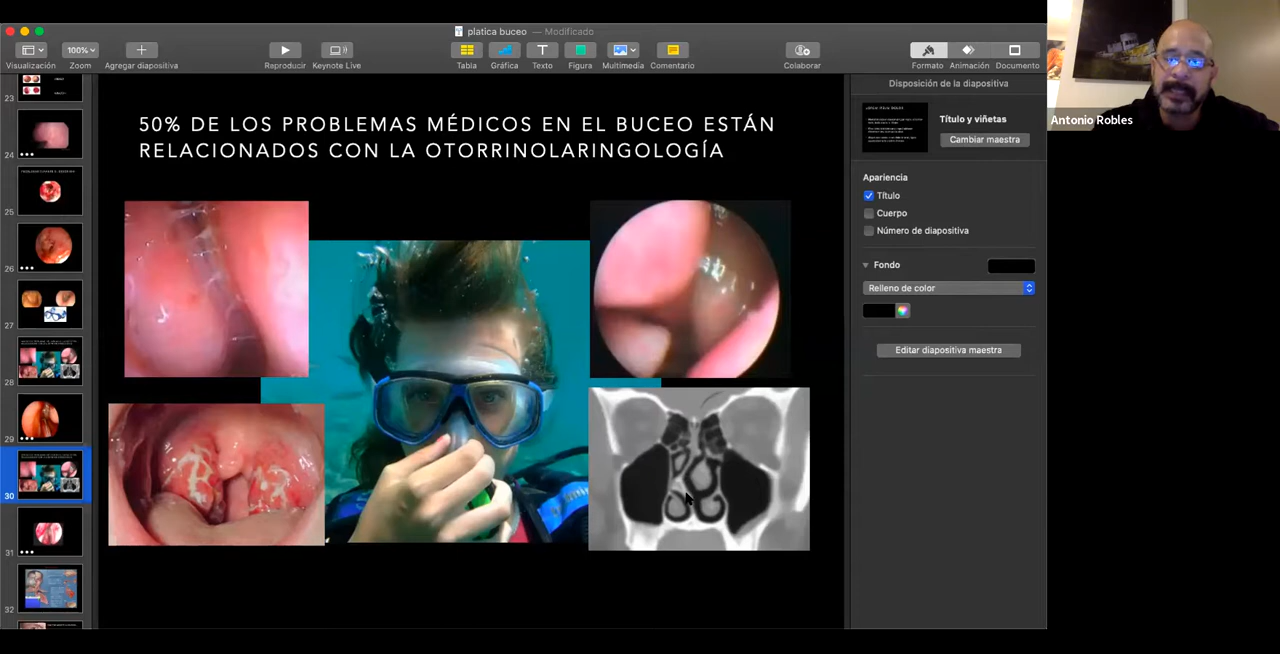 platica buceo — Modificado
Visualización
100%
Zoom
Agregar diapositiva
Reproducir
Keynote Live
Tabla
Gráfica
Texto
Figura
Multimedia
Comentario
Colaborar
Formato
Animación
Documento
23
24
25
26
27
28
29
30
31
32
50% DE LOS PROBLEMAS MÉDICOS EN EL BUCEO ESTÁN
RELACIONADOS CON LA OTORRINOLARINGOLOGÍA
Disposición de la diapositiva
Título y viñetas
Cambiar maestra
Apariencia
Título
Cuerpo
Número de diapositiva
Fondo
Relleno de color
Editar diapositiva maestra
Antonio Robles